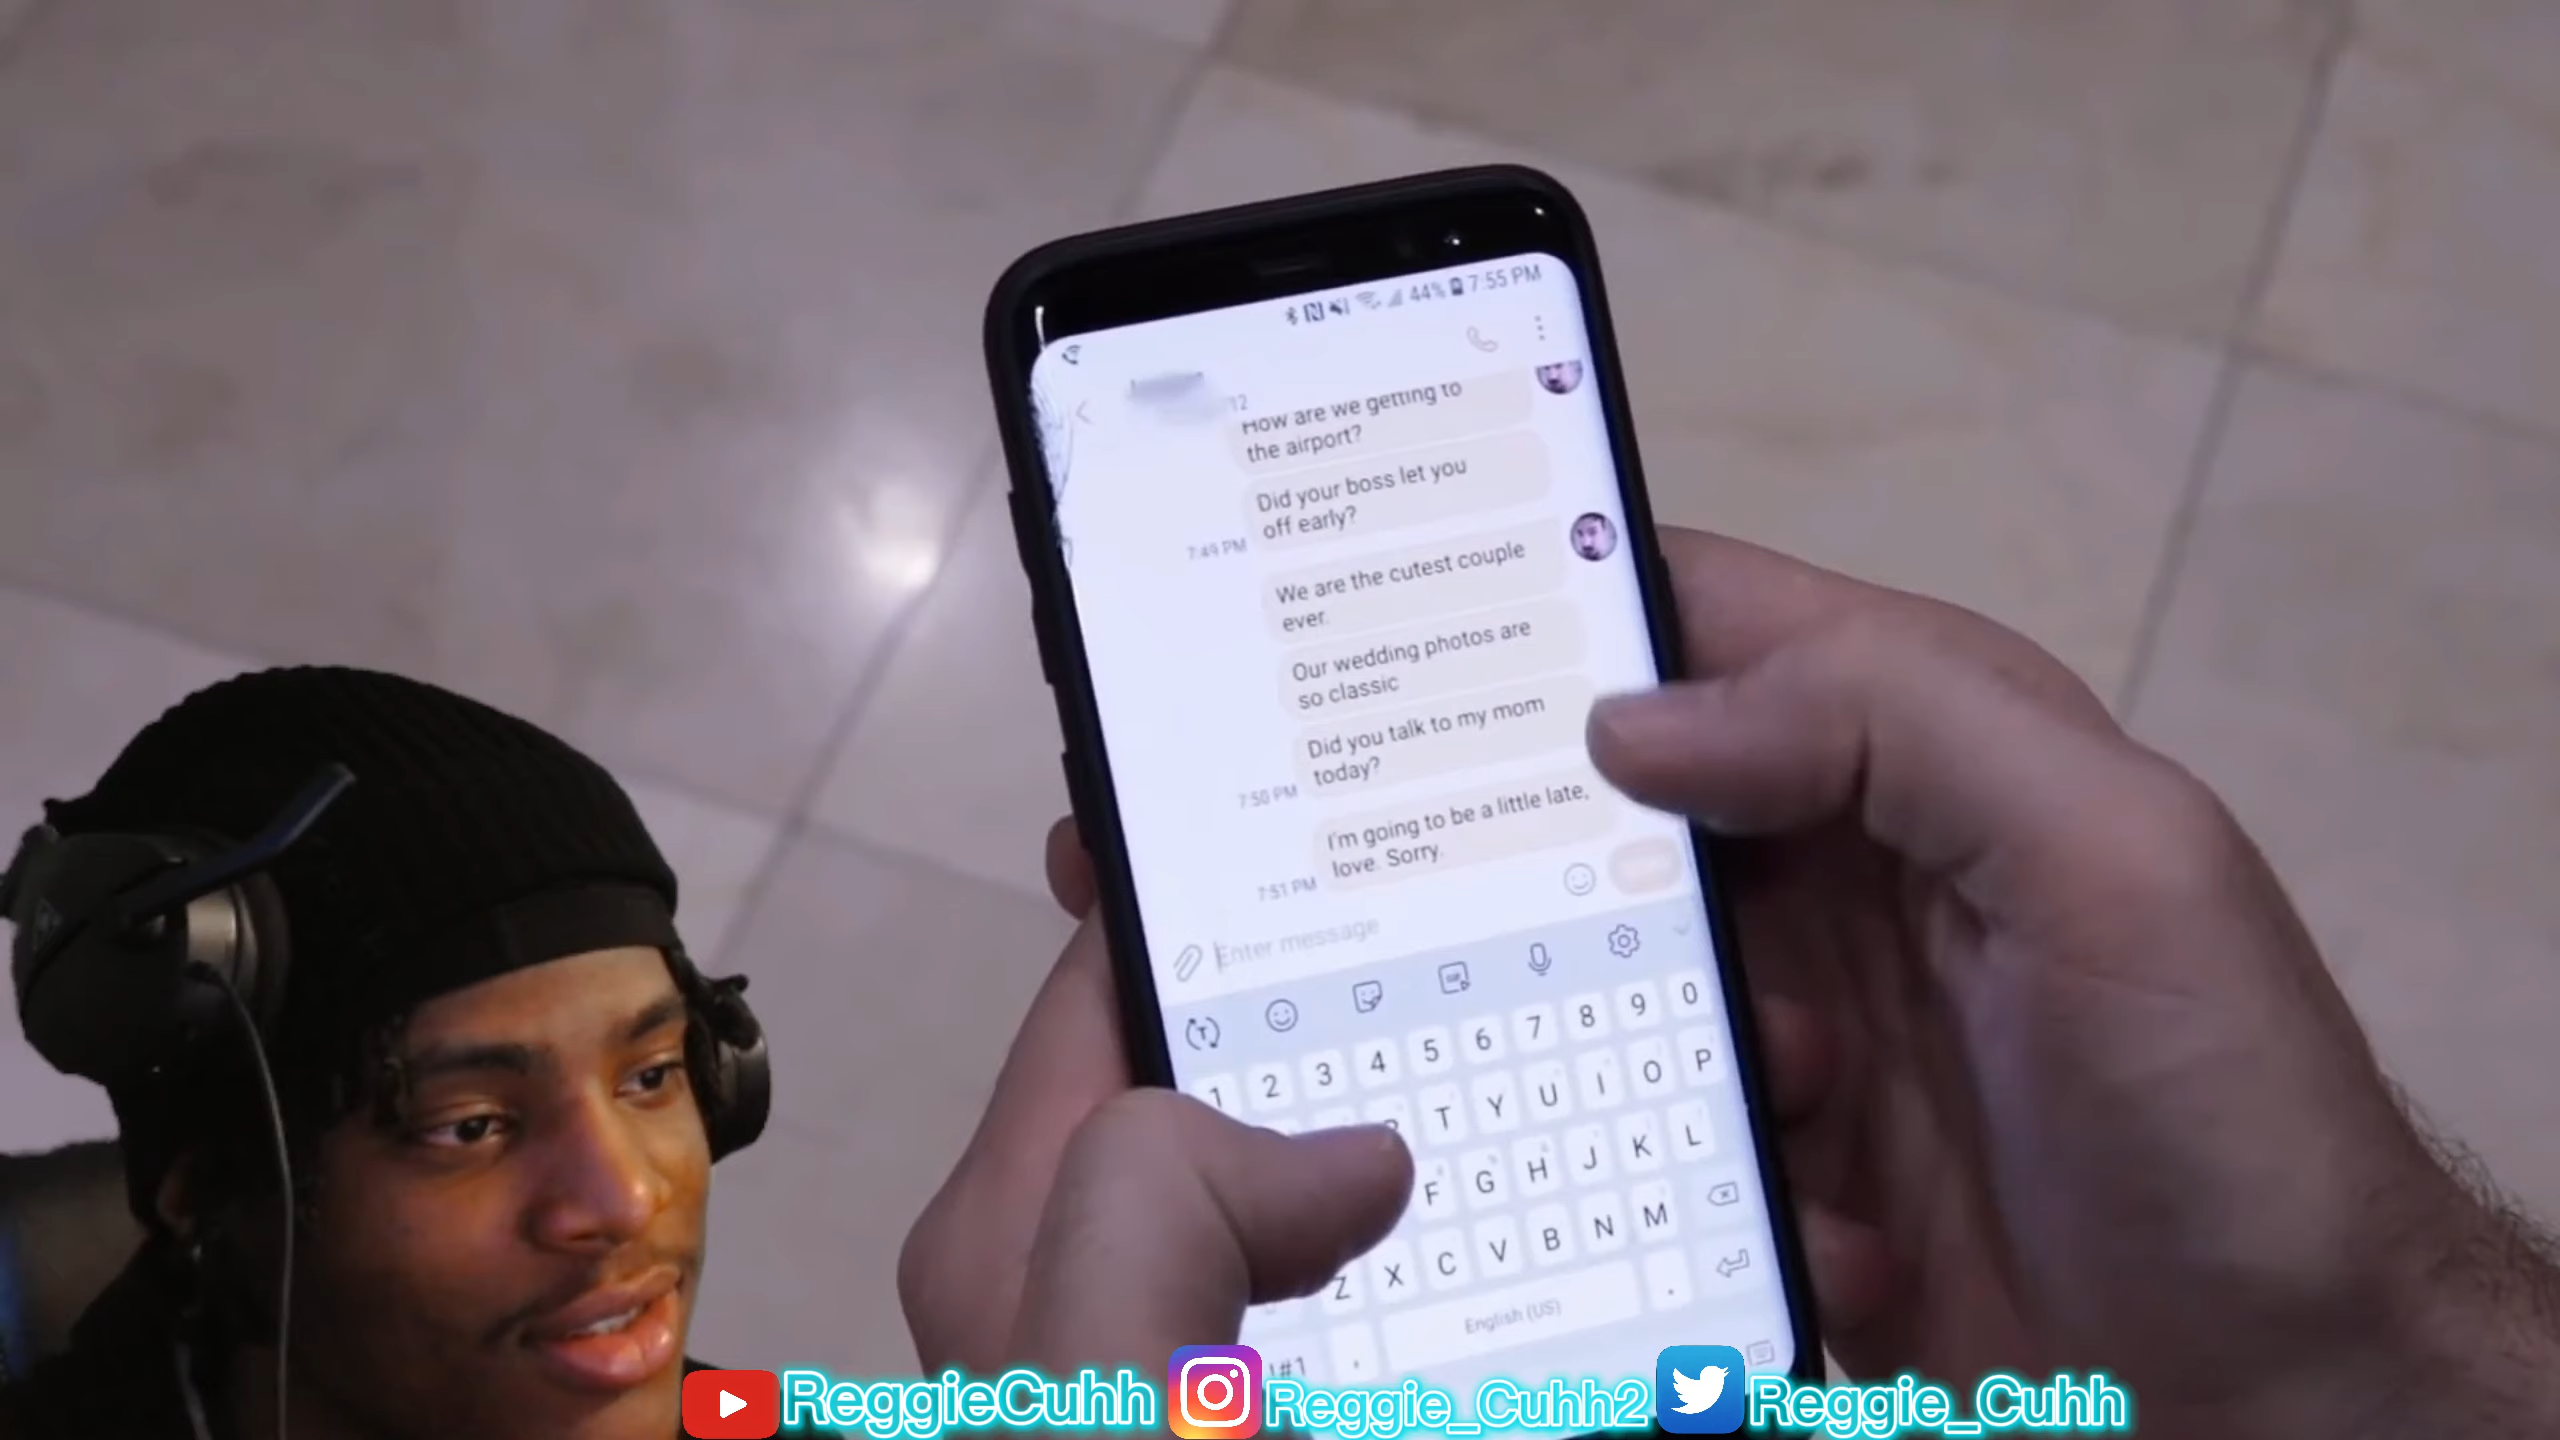 44% 7:55 PM
12
How are we getting to
the airport?
Did your boss let you
off early?
7:49 PM
We are the cutest couple
ever.
Our wedding photos are
so classic
Did you talk to my mom
today?
7:50 PM
I'm going to be a little late,
love. Sorry.
7:51 PM
Enter message
1 2 3 4 5 6 7 8 9 0
R T Y U I O P
F G H J K L
Z X C V B N M
!#1 , English (US) .
ReggieCuhh Reggie_Cuhh2 Reggie_Cuhh